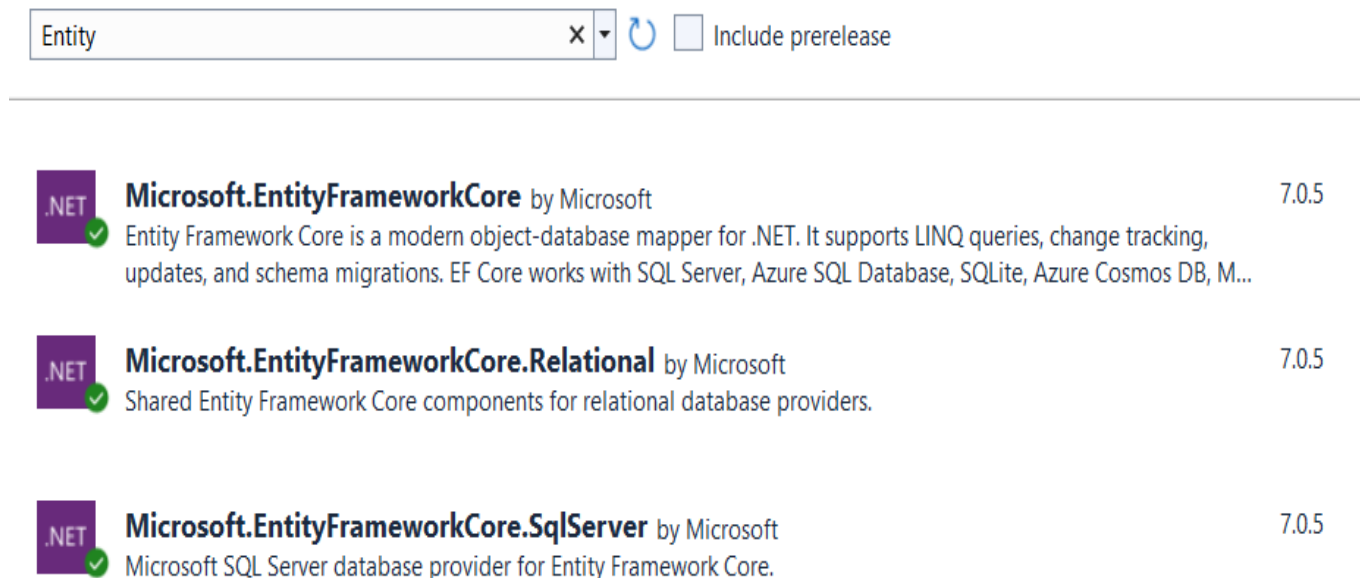 Entity
Include prerelease
.NET
Microsoft.EntityFrameworkCore by Microsoft
7.0.5
Entity Framework Core is a modern object-database mapper for .NET. It supports LINQ queries, change tracking,
updates, and schema migrations. EF Core works with SQL Server, Azure SQL Database, SQLite, Azure Cosmos DB, M...
.NET
Microsoft.EntityFrameworkCore.Relational by Microsoft
7.0.5
Shared Entity Framework Core components for relational database providers.
.NET
Microsoft.EntityFrameworkCore.SqlServer by Microsoft
7.0.5
Microsoft SQL Server database provider for Entity Framework Core.